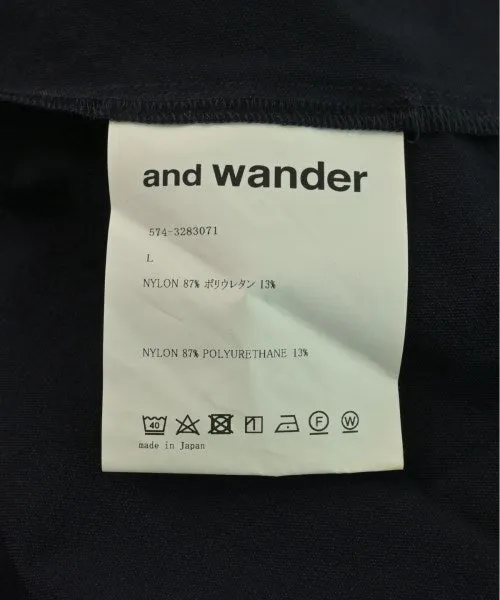 and wander
574-3283071
L
NYLON 87% ポリウレタン 13%
NYLON 87% POLYURETHANE 13%
40
F
W
made in Japan